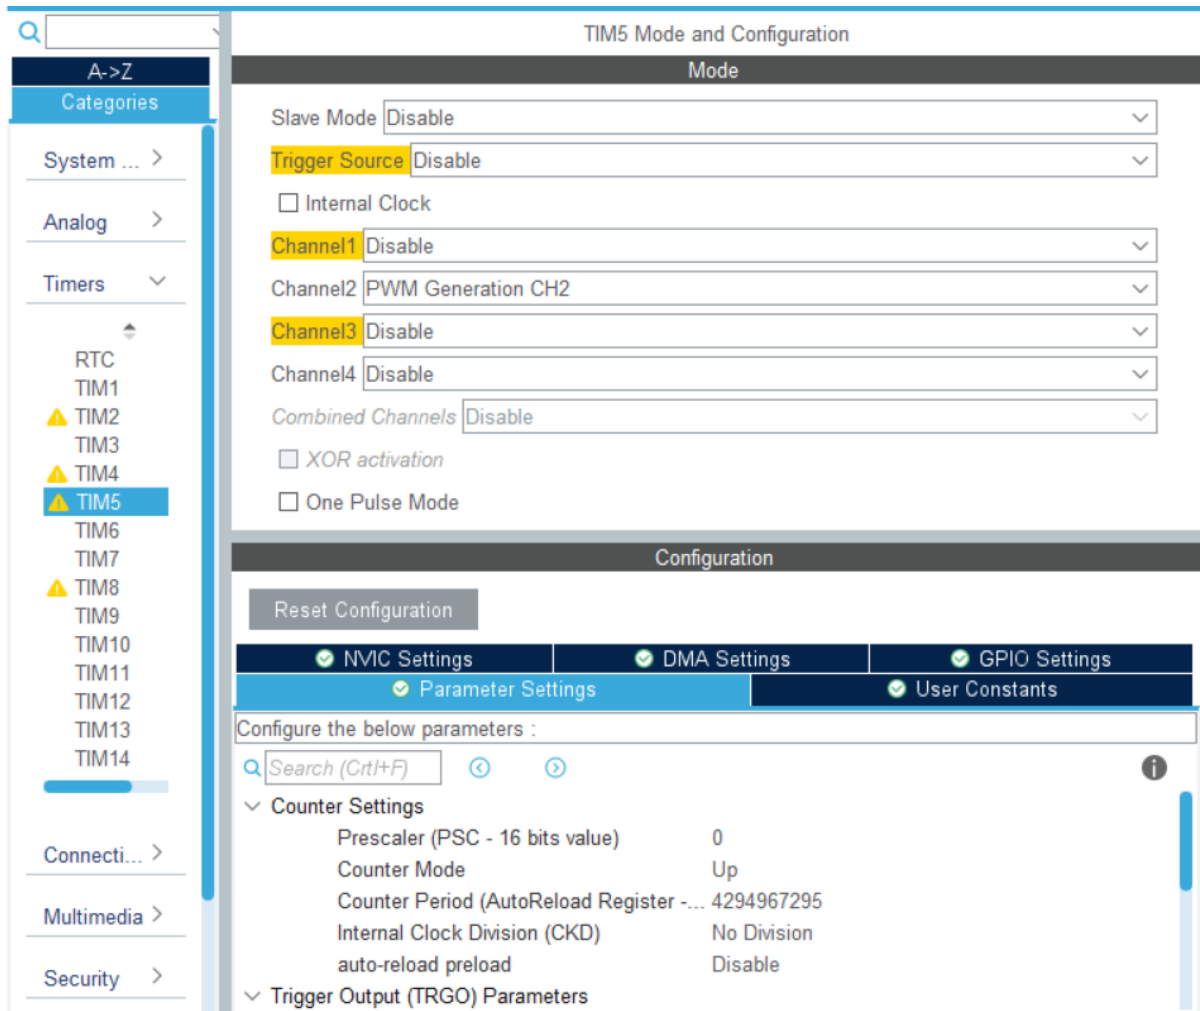 TIM5 Mode and Configuration
A->Z
Categories
System ...
Analog
Timers
RTC
TIM1
TIM2
TIM3
TIM4
TIM5
TIM6
TIM7
TIM8
TIM9
TIM10
TIM11
TIM12
TIM13
TIM14
Connecti...
Multimedia
Security
Mode
Slave Mode Disable
Trigger Source Disable
Internal Clock
Channel1 Disable
Channel2 PWM Generation CH2
Channel3 Disable
Channel4 Disable
Combined Channels Disable
XOR activation
One Pulse Mode
Configuration
Reset Configuration
NVIC Settings DMA Settings GPIO Settings
Parameter Settings User Constants
Configure the below parameters :
Search (Crtl+F)
Counter Settings
Prescaler (PSC - 16 bits value) 0
Counter Mode Up
Counter Period (AutoReload Register -... 4294967295
Internal Clock Division (CKD) No Division
auto-reload preload Disable
Trigger Output (TRGO) Parameters